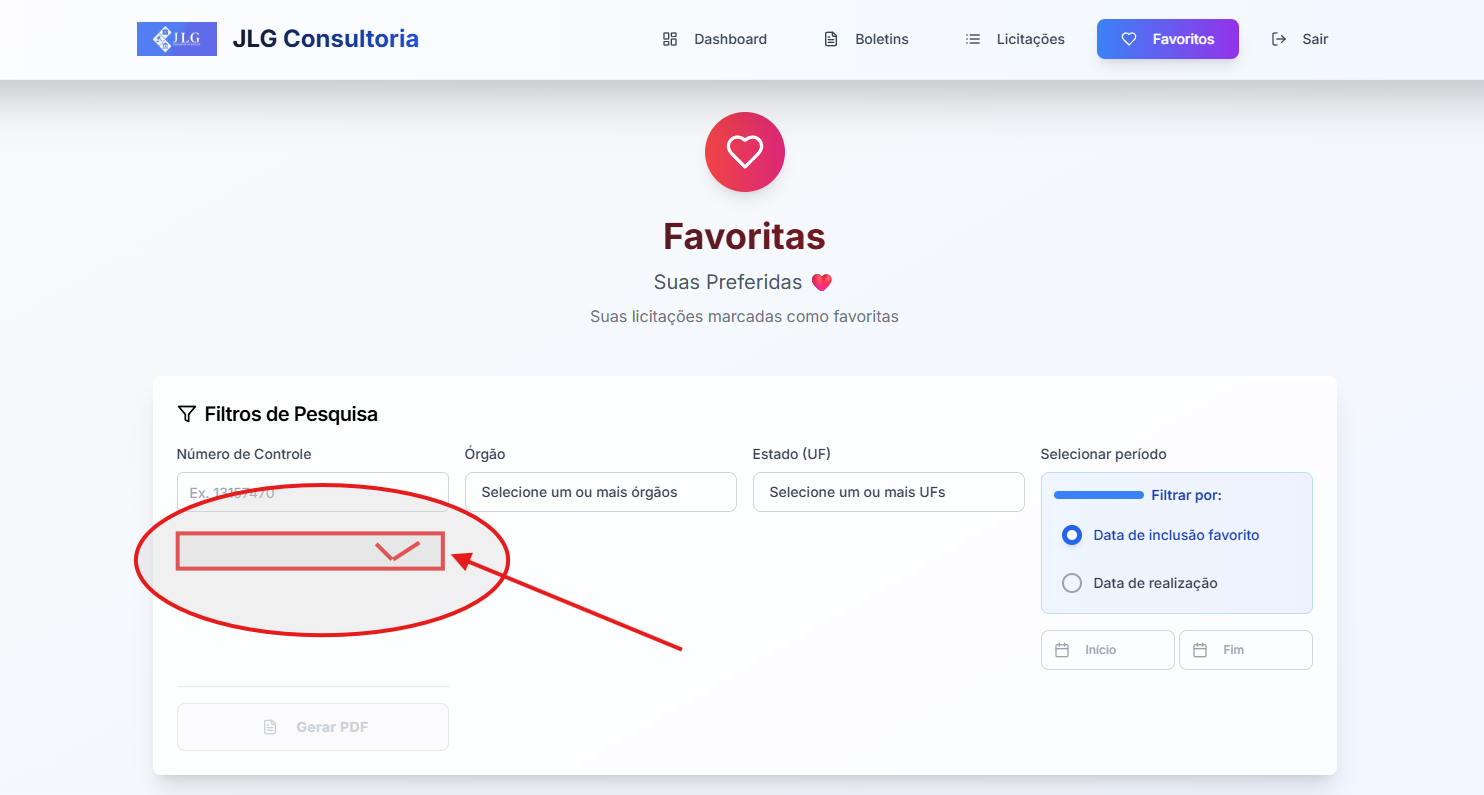 JLG
JLG Consultoria
Dashboard
Boletins
Licitações
Favoritos
Sair
Favoritas
Suas Preferidas
Suas licitações marcadas como favoritas
Filtros de Pesquisa
Número de Controle
Órgão
Estado (UF)
Selecionar período
Ex. 13157470
Selecione um ou mais órgãos
Selecione um ou mais UFs
Filtrar por:
Data de inclusão favorito
Data de realização
Início
Fim
Gerar PDF